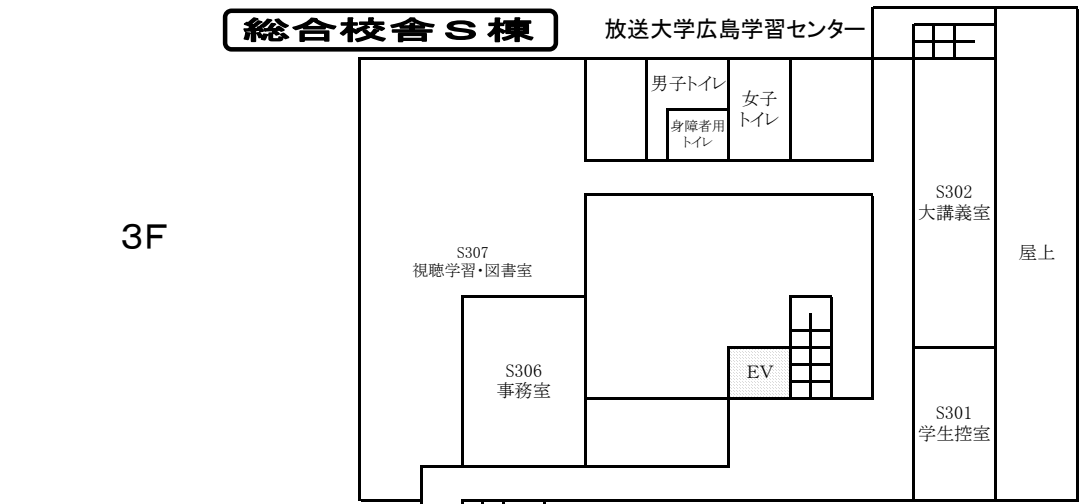 総合校舎S棟
放送大学広島学習センター
男子トイレ
女子
トイレ
身障者用
トイレ
S302
大講義室
3F
屋上
S307
視聴学習・図書室
S306
事務室
EV
S301
学生控室